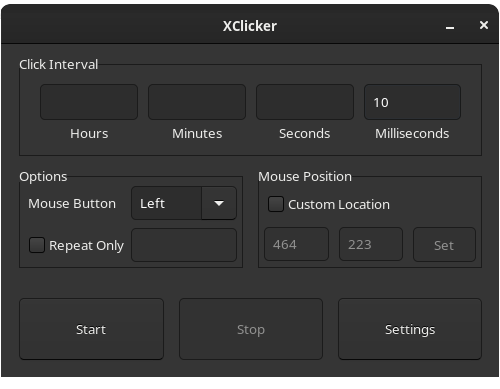 XClicker
Click Interval
10
Hours Minutes Seconds Milliseconds
Options
Mouse Button Left
Repeat Only
Mouse Position
Custom Location
464 223 Set
Start Stop Settings